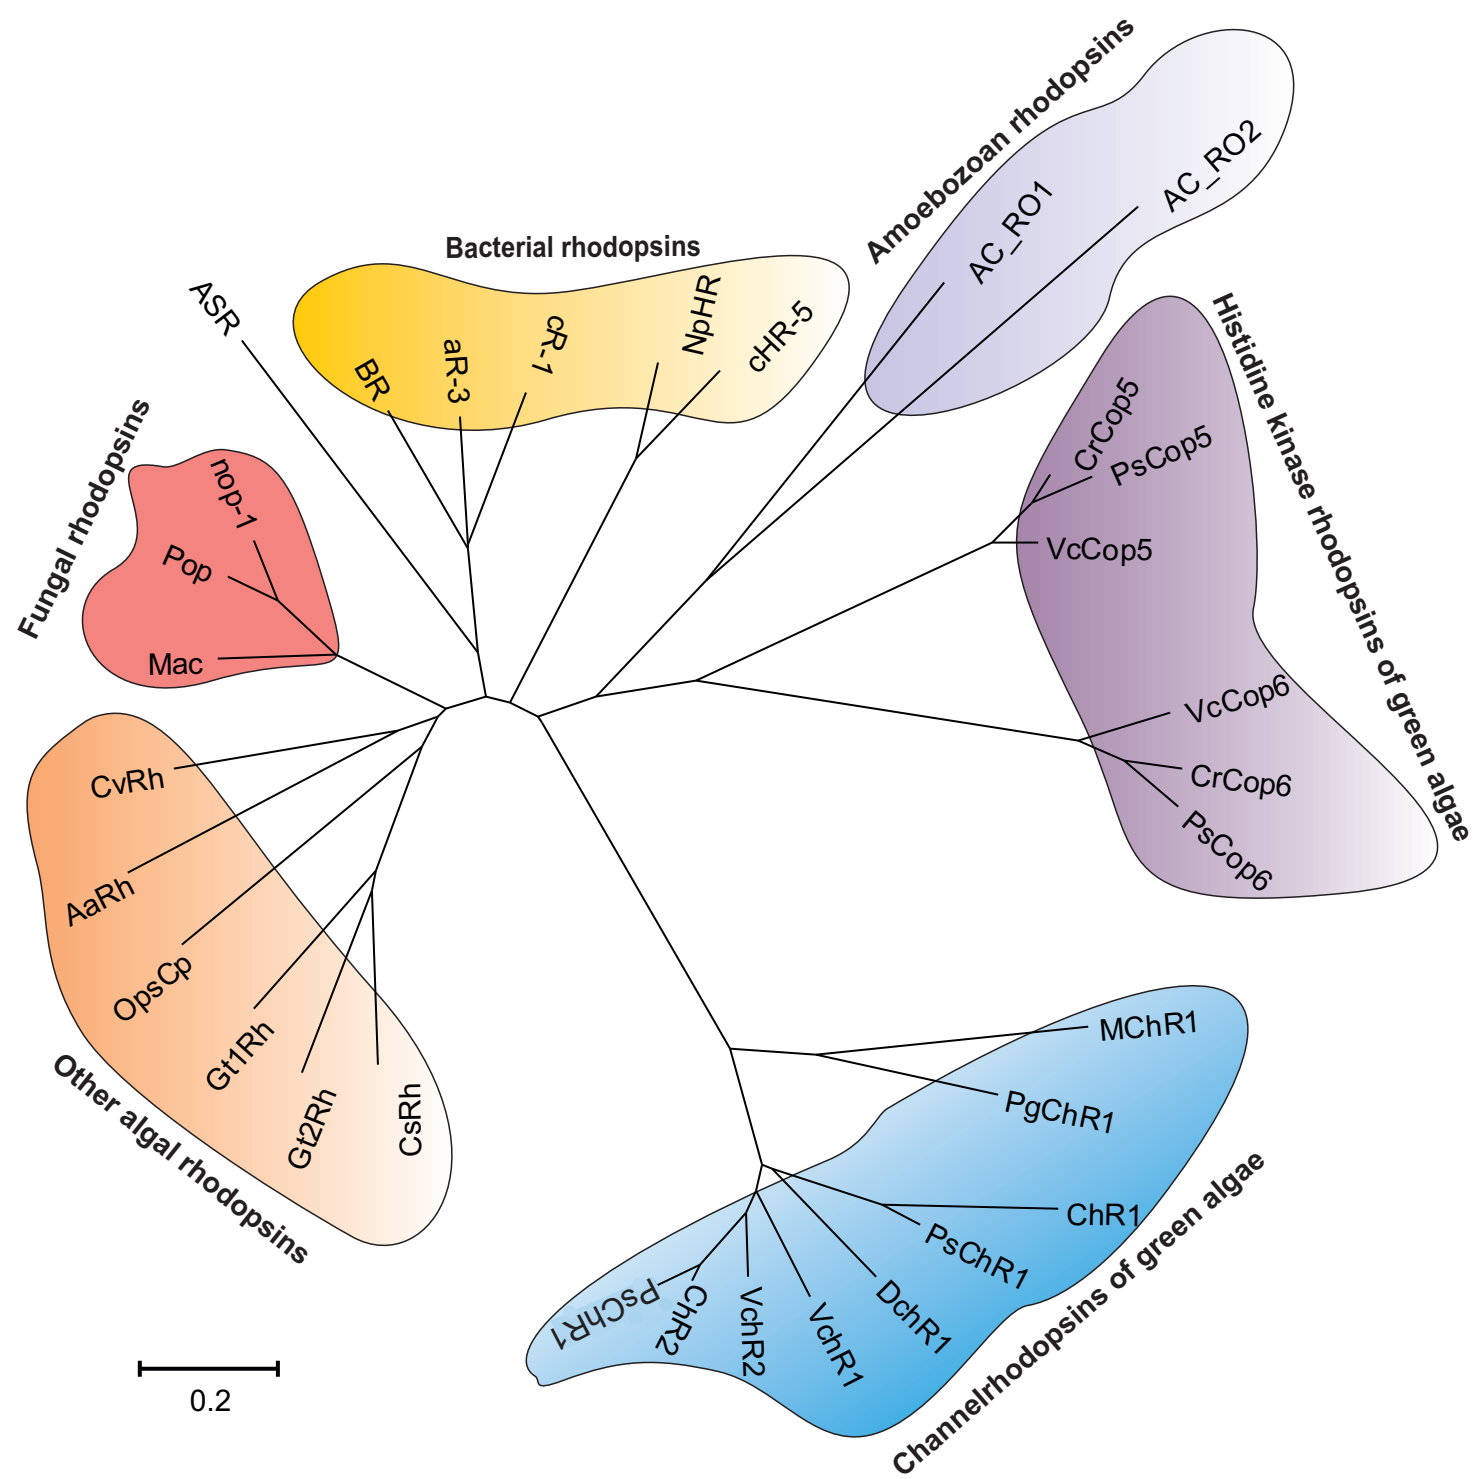 Amoebozoan rhodopsins
AC_RO2
AC_RO1
Bacterial rhodopsins
ASR
BR
aR-3
cR-1
NpHR
cHR-5
Histidine kinase rhodopsins of green algae
CrCop5
PsCop5
VcCop5
VcCop6
CrCop6
PsCop6
Fungal rhodopsins
nop-1
Pop
Mac
CvRh
AaRh
OpsCp
Gt1Rh
Gt2Rh
CsRh
Other algal rhodopsins
MChR1
PgChR1
ChR1
PsChR1
DchR1
VchR1
VchR2
ChR2
PsChR1
Channelrhodopsins of green algae
0.2